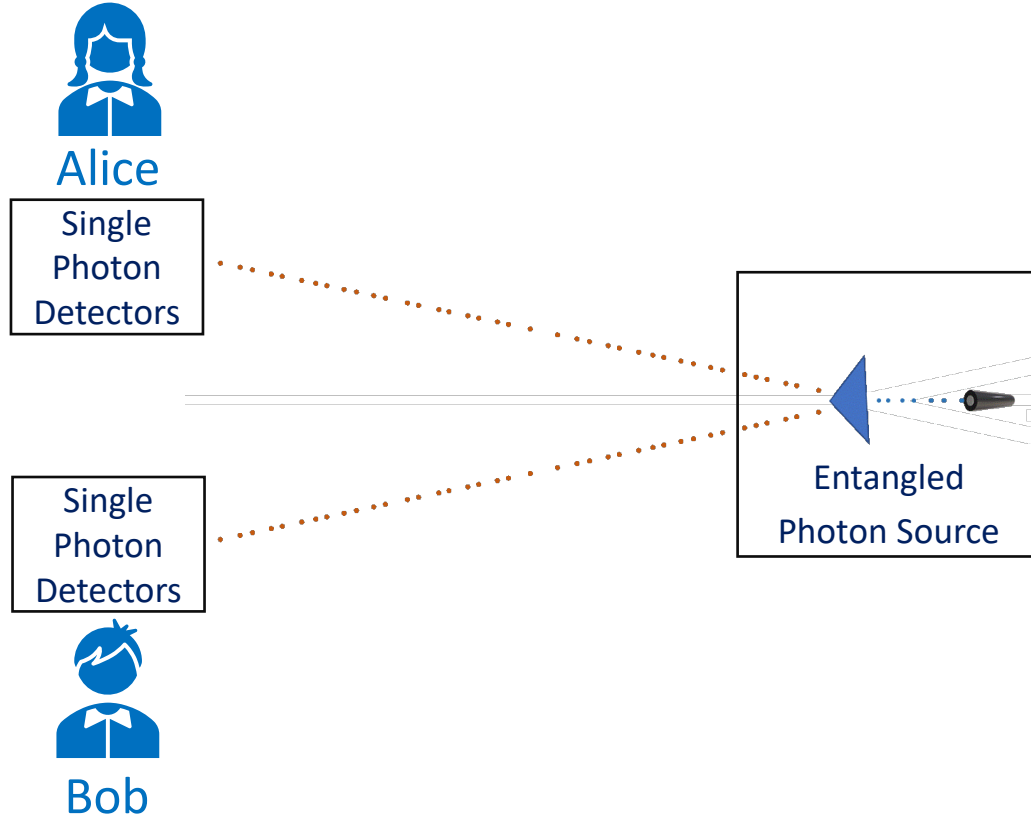 Alice
Single
Photon
Detectors
Entangled
Photon Source
Single
Photon
Detectors
Bob